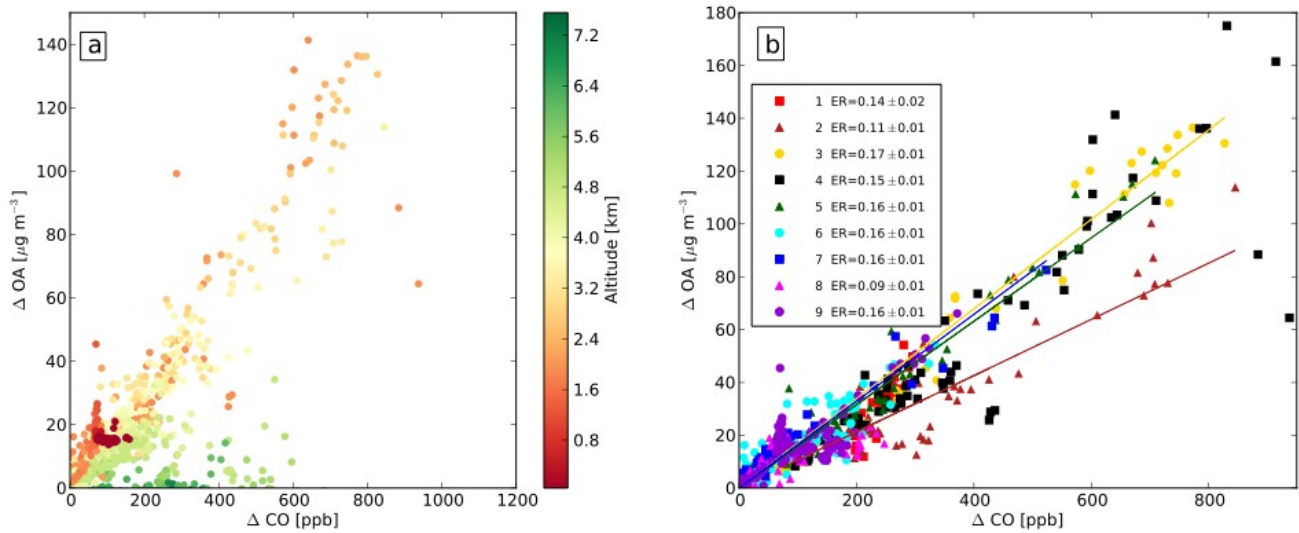 a
140
120
100
80
60
40
20
0
Δ OA [μg m⁻³]
0 200 400 600 800 1000 1200
Δ CO [ppb]
7.2
6.4
5.6
4.8
4.0
3.2
2.4
1.6
0.8
Altitude [km]
b
180
160
140
120
100
80
60
40
20
0
Δ OA [μg m⁻³]
1 ER=0.14 ±0.02
2 ER=0.11 ±0.01
3 ER=0.17 ±0.01
4 ER=0.15 ±0.01
5 ER=0.16 ±0.01
6 ER=0.16 ±0.01
7 ER=0.16 ±0.01
8 ER=0.09 ±0.01
9 ER=0.16 ±0.01
0 200 400 600 800
Δ CO [ppb]